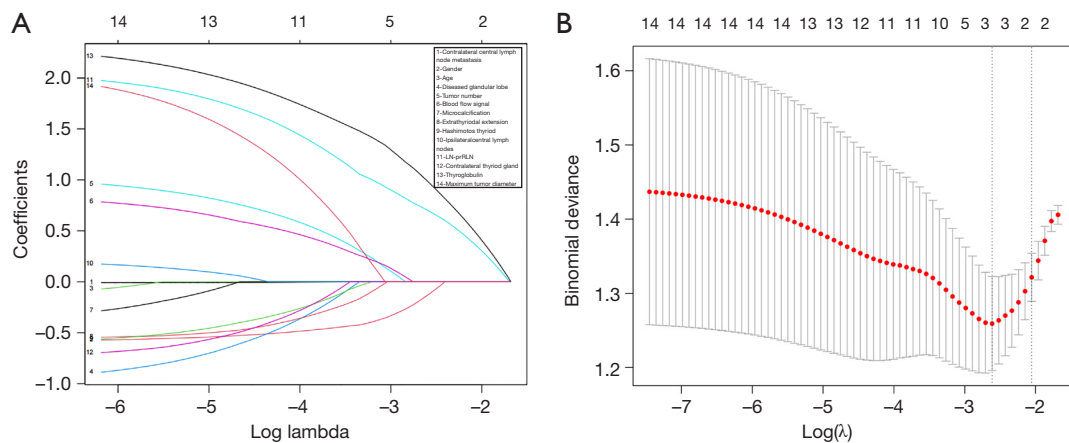 A
14 13 11 5 2
1-Contralateral central lymph
node metastasis
2-Gender
3-Age
4-Diseased glandular lobe
5-Tumor number
6-Blood flow signal
7-Microcalcification
8-Extrathyriodal extension
9-Hashimotos thyriod
10-Ipsilateralcentral lymph
nodes
11-LN-prRLN
12-Contralateral thyriod gland
13-Thyroglobulin
14-Maximum tumor diameter
13
11
14
5
6
10
1
3
7
12
4
2.0
1.5
1.0
0.5
0.0
−0.5
−1.0
Coefficients
−6 −5 −4 −3 −2
Log lambda
B
14 14 14 14 14 14 13 13 12 11 11 10 5 3 3 2 2
1.6
1.5
1.4
1.3
1.2
Binomial deviance
−7 −6 −5 −4 −3 −2
Log(λ)